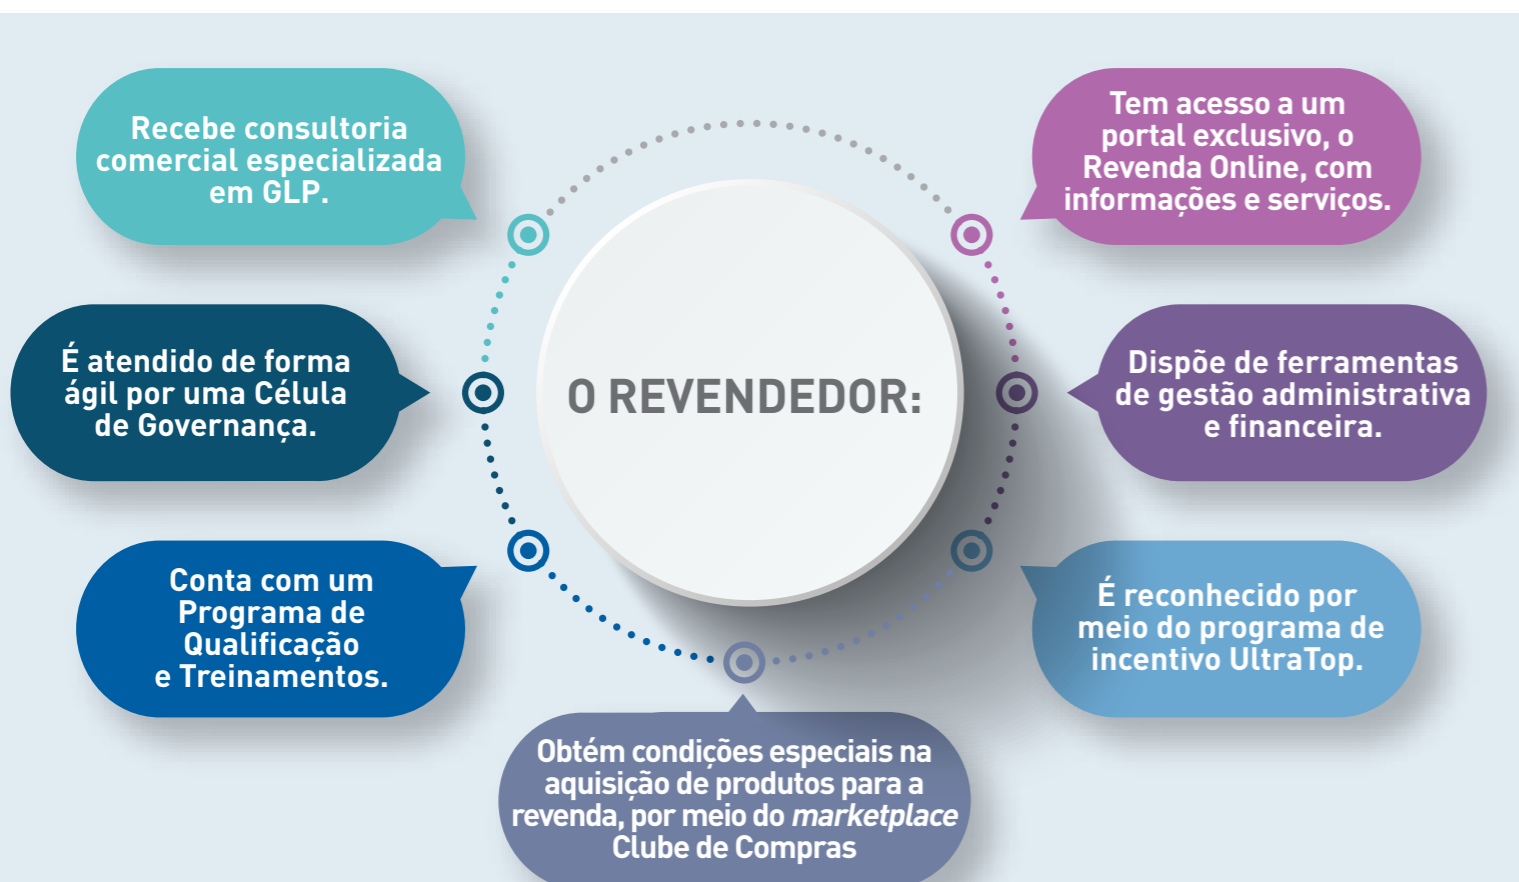 Recebe consultoria
comercial especializada
em GLP.
É atendido de forma
ágil por uma Célula
de Governança.
Conta com um
Programa de
Qualificação
e Treinamentos.
O REVENDEDOR:
Tem acesso a um
portal exclusivo, o
Revenda Online, com
informações e serviços.
Dispõe de ferramentas
de gestão administrativa
e financeira.
É reconhecido por
meio do programa de
incentivo UltraTop.
Obtém condições especiais na
aquisição de produtos para a
revenda, por meio do marketplace
Clube de Compras